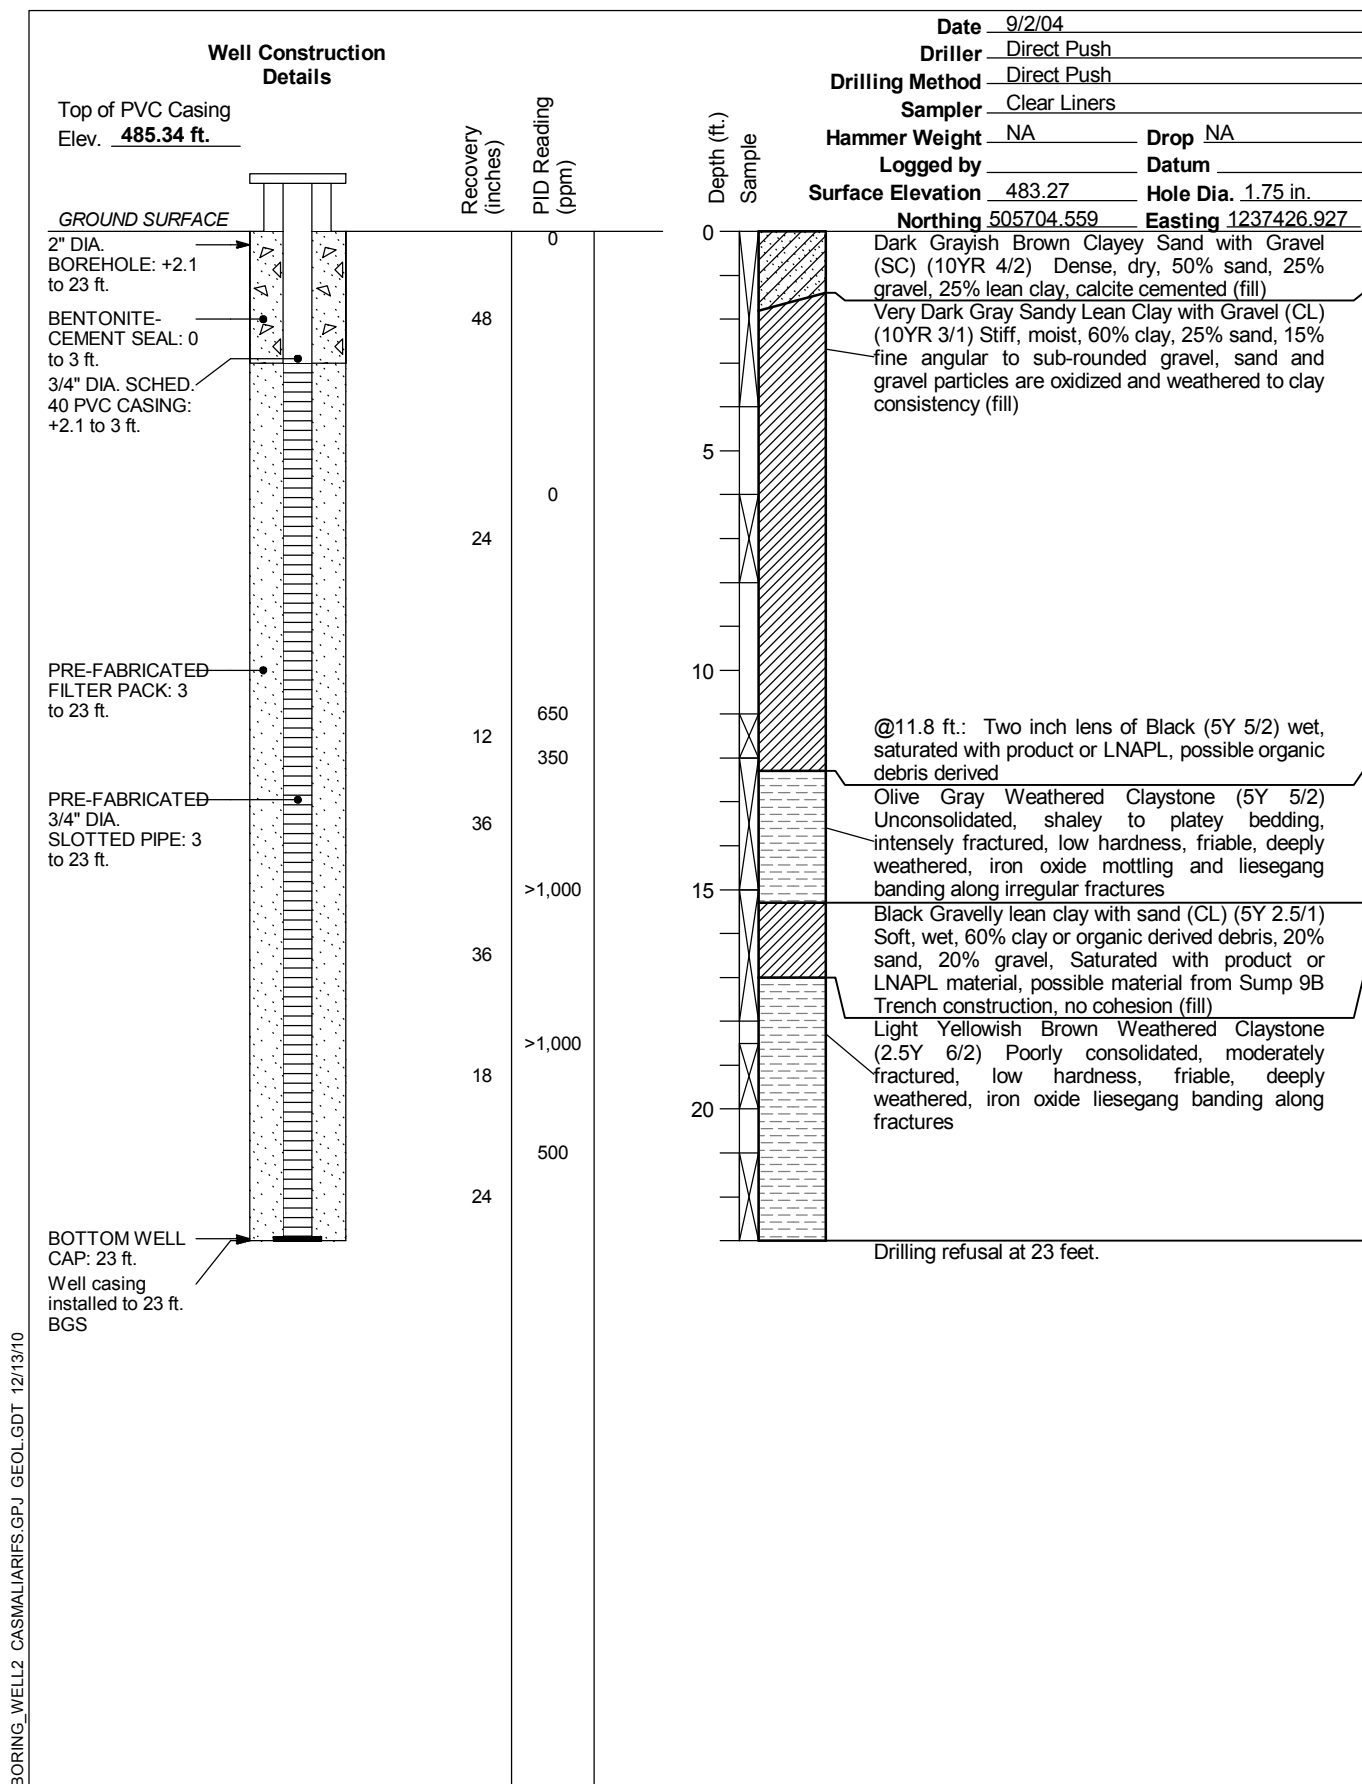 Well Construction
Details
Top of PVC Casing
Elev. 485.34 ft.
Recovery
(inches)
PID Reading
(ppm)
Depth (ft.)
Sample
Date 9/2/04
Driller Direct Push
Drilling Method Direct Push
Sampler Clear Liners
Hammer Weight NA Drop NA
Logged by Datum
Surface Elevation 483.27 Hole Dia. 1.75 in.
Northing 505704.559 Easting 1237426.927
GROUND SURFACE
2" DIA.
BOREHOLE: +2.1
to 23 ft.
BENTONITE-
CEMENT SEAL: 0
to 3 ft.
3/4" DIA. SCHED.
40 PVC CASING:
+2.1 to 3 ft.
PRE-FABRICATED
FILTER PACK: 3
to 23 ft.
PRE-FABRICATED
3/4" DIA.
SLOTTED PIPE: 3
to 23 ft.
BOTTOM WELL
CAP: 23 ft.
Well casing
installed to 23 ft.
BGS
48
24
12
36
36
18
24
0
0
650
350
>1,000
>1,000
500
0
5
10
15
20
Dark Grayish Brown Clayey Sand with Gravel
(SC) (10YR 4/2) Dense, dry, 50% sand, 25%
gravel, 25% lean clay, calcite cemented (fill)
Very Dark Gray Sandy Lean Clay with Gravel (CL)
(10YR 3/1) Stiff, moist, 60% clay, 25% sand, 15%
fine angular to sub-rounded gravel, sand and
gravel particles are oxidized and weathered to clay
consistency (fill)
@11.8 ft.: Two inch lens of Black (5Y 5/2) wet,
saturated with product or LNAPL, possible organic
debris derived
Olive Gray Weathered Claystone (5Y 5/2)
Unconsolidated, shaley to platey bedding,
intensely fractured, low hardness, friable, deeply
weathered, iron oxide mottling and liesegang
banding along irregular fractures
Black Gravelly lean clay with sand (CL) (5Y 2.5/1)
Soft, wet, 60% clay or organic derived debris, 20%
sand, 20% gravel, Saturated with product or
LNAPL material, possible material from Sump 9B
Trench construction, no cohesion (fill)
Light Yellowish Brown Weathered Claystone
(2.5Y 6/2) Poorly consolidated, moderately
fractured, low hardness, friable, deeply
weathered, iron oxide liesegang banding along
fractures
Drilling refusal at 23 feet.
BORING_WELL2 CASMALIARIFS.GPJ GEOL.GDT 12/13/10